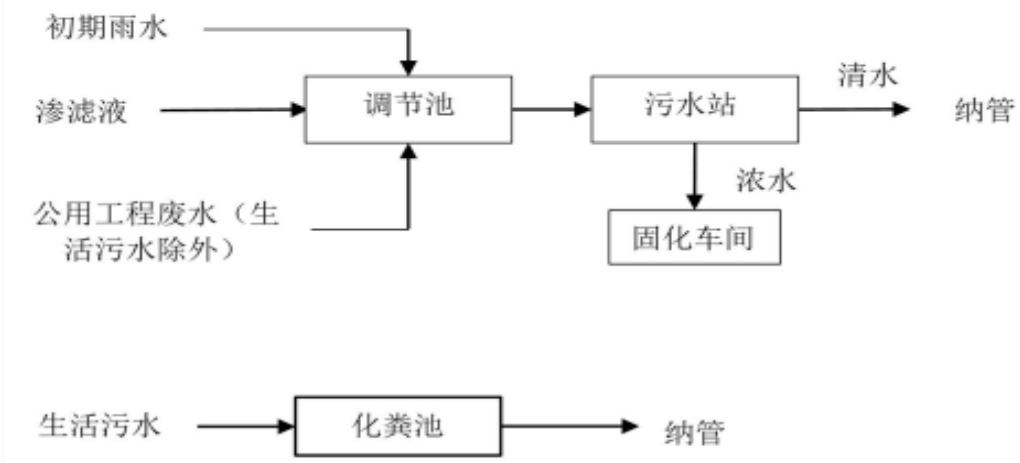 初期雨水
清水
渗滤液
调节池
污水站
纳管
浓水
公用工程废水（生
活污水除外）
固化车间
生活污水
化粪池
纳管